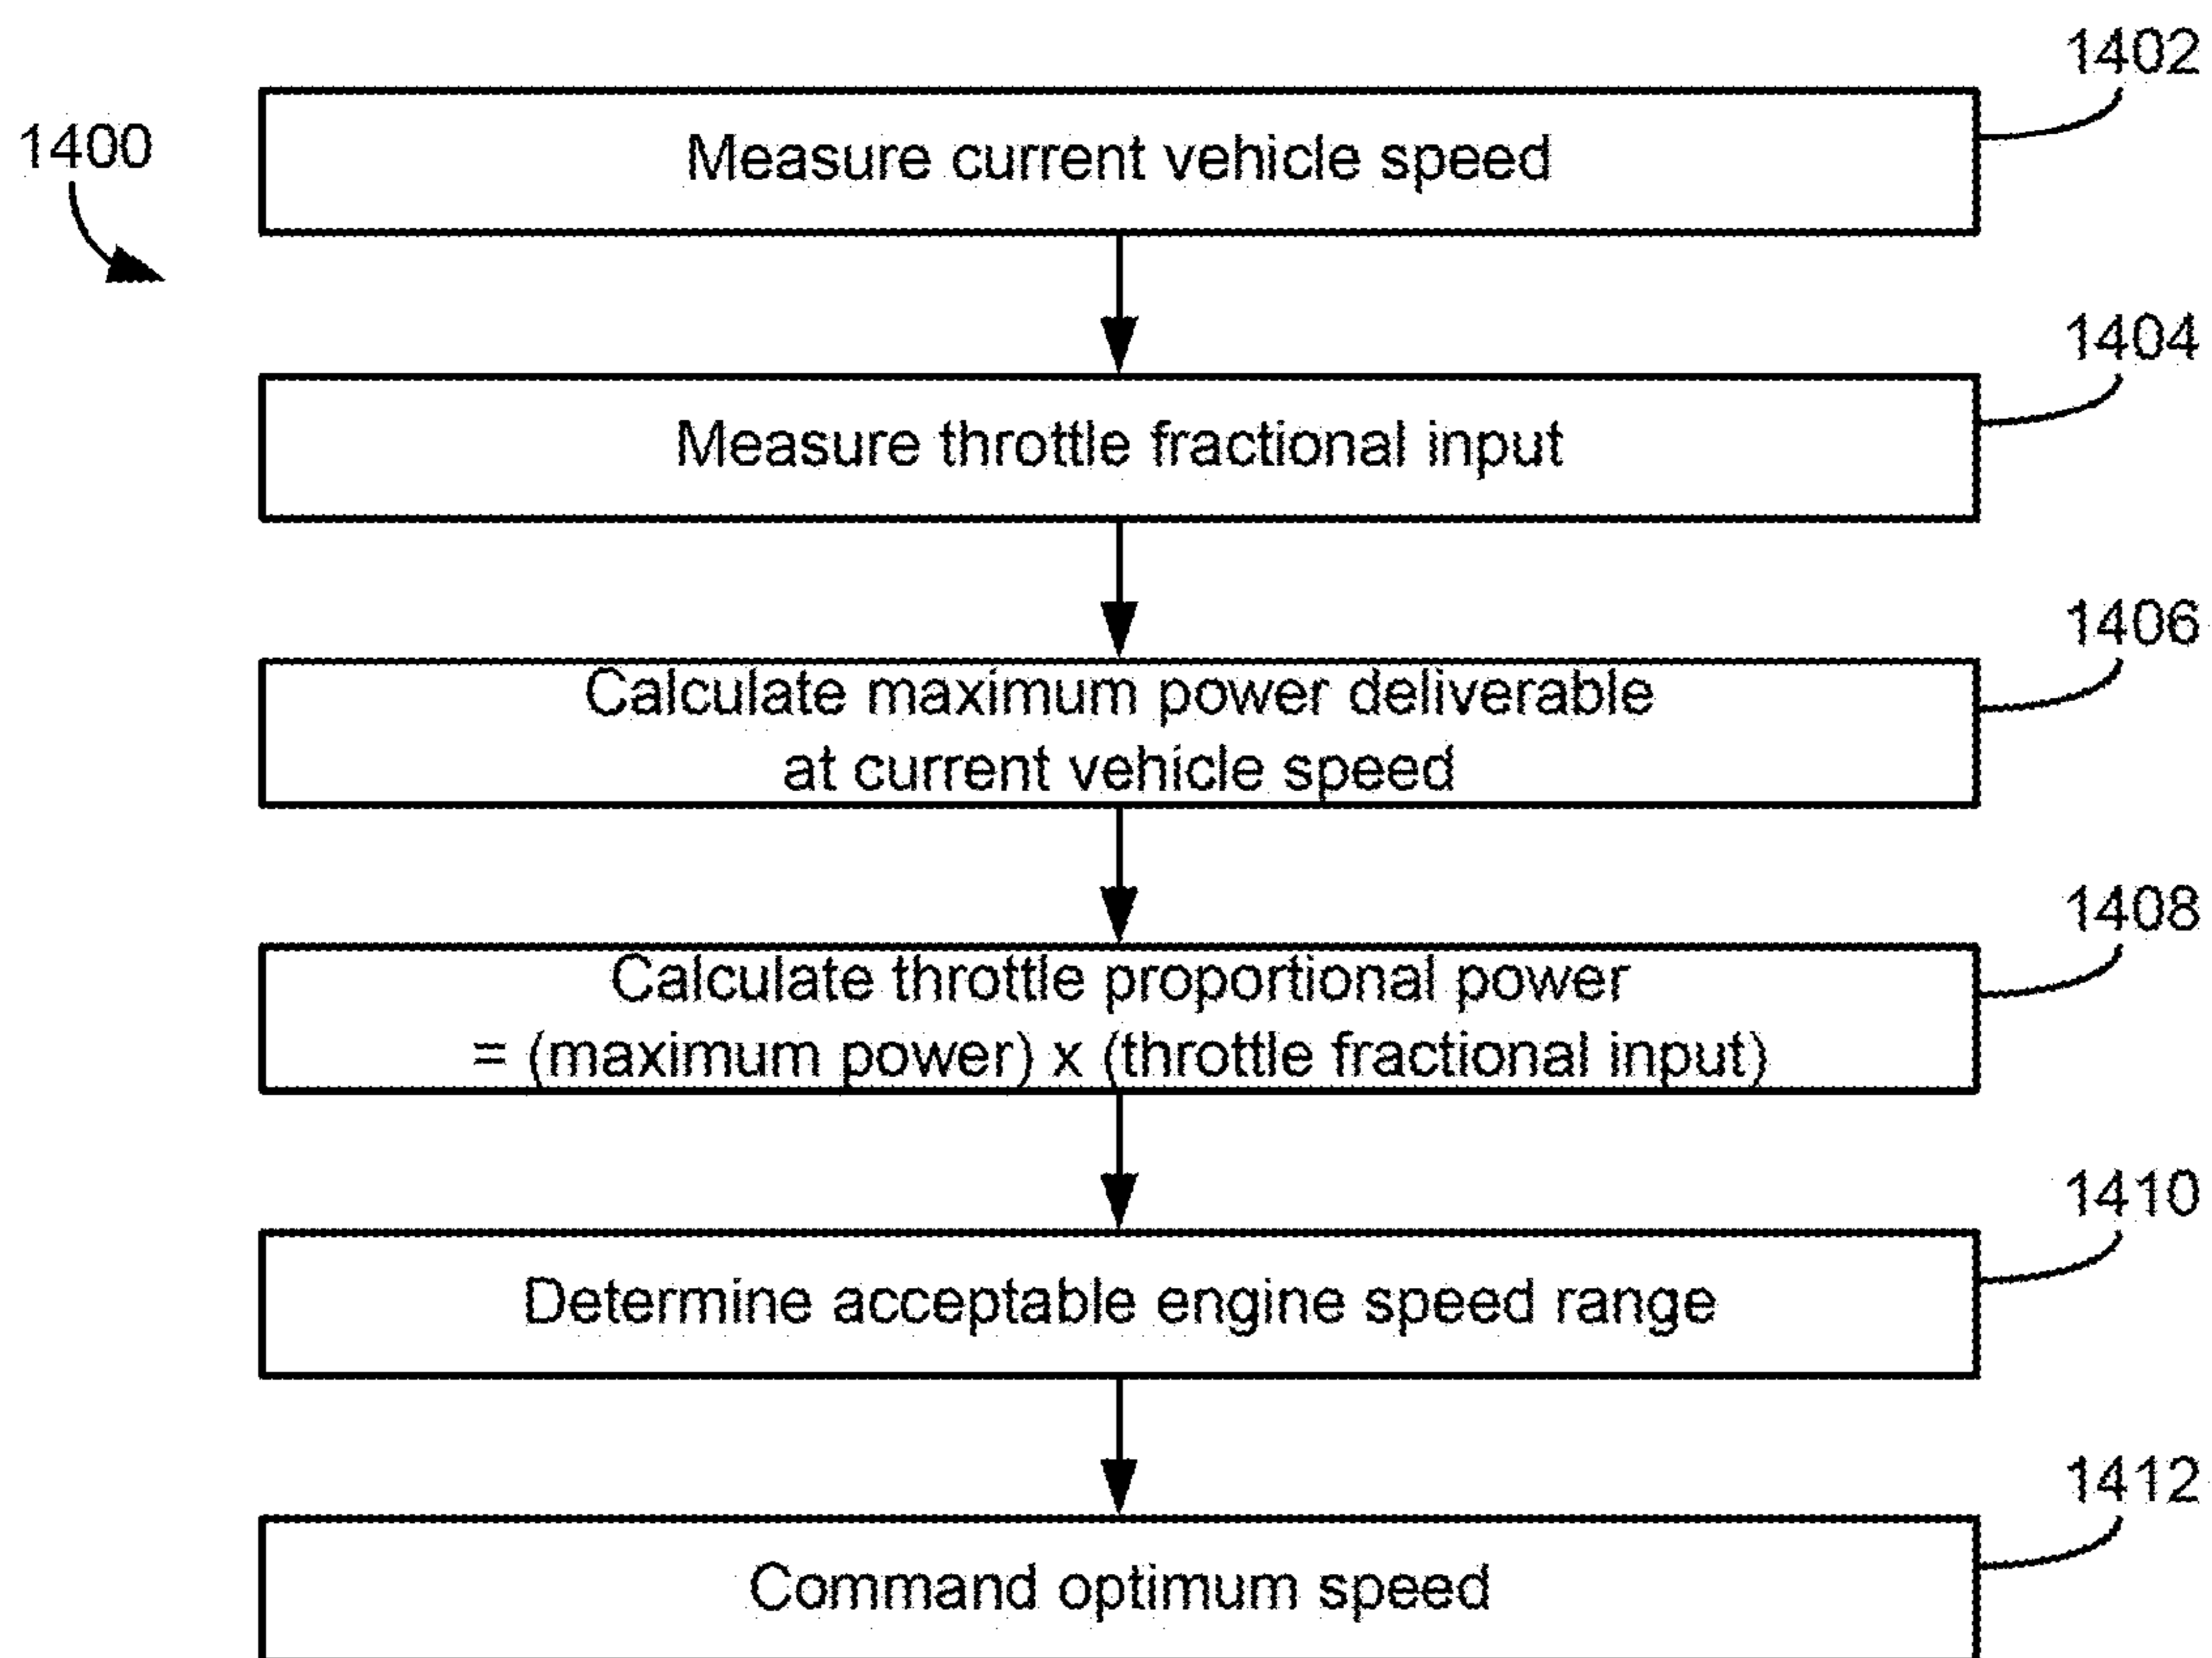 1402
1400
Measure current vehicle speed
1404
Measure throttle fractional input
1406
Calculate maximum power deliverable
at current vehicle speed
1408
Calculate throttle proportional power
= (maximum power) x (throttle fractional input)
1410
Determine acceptable engine speed range
1412
Command optimum speed